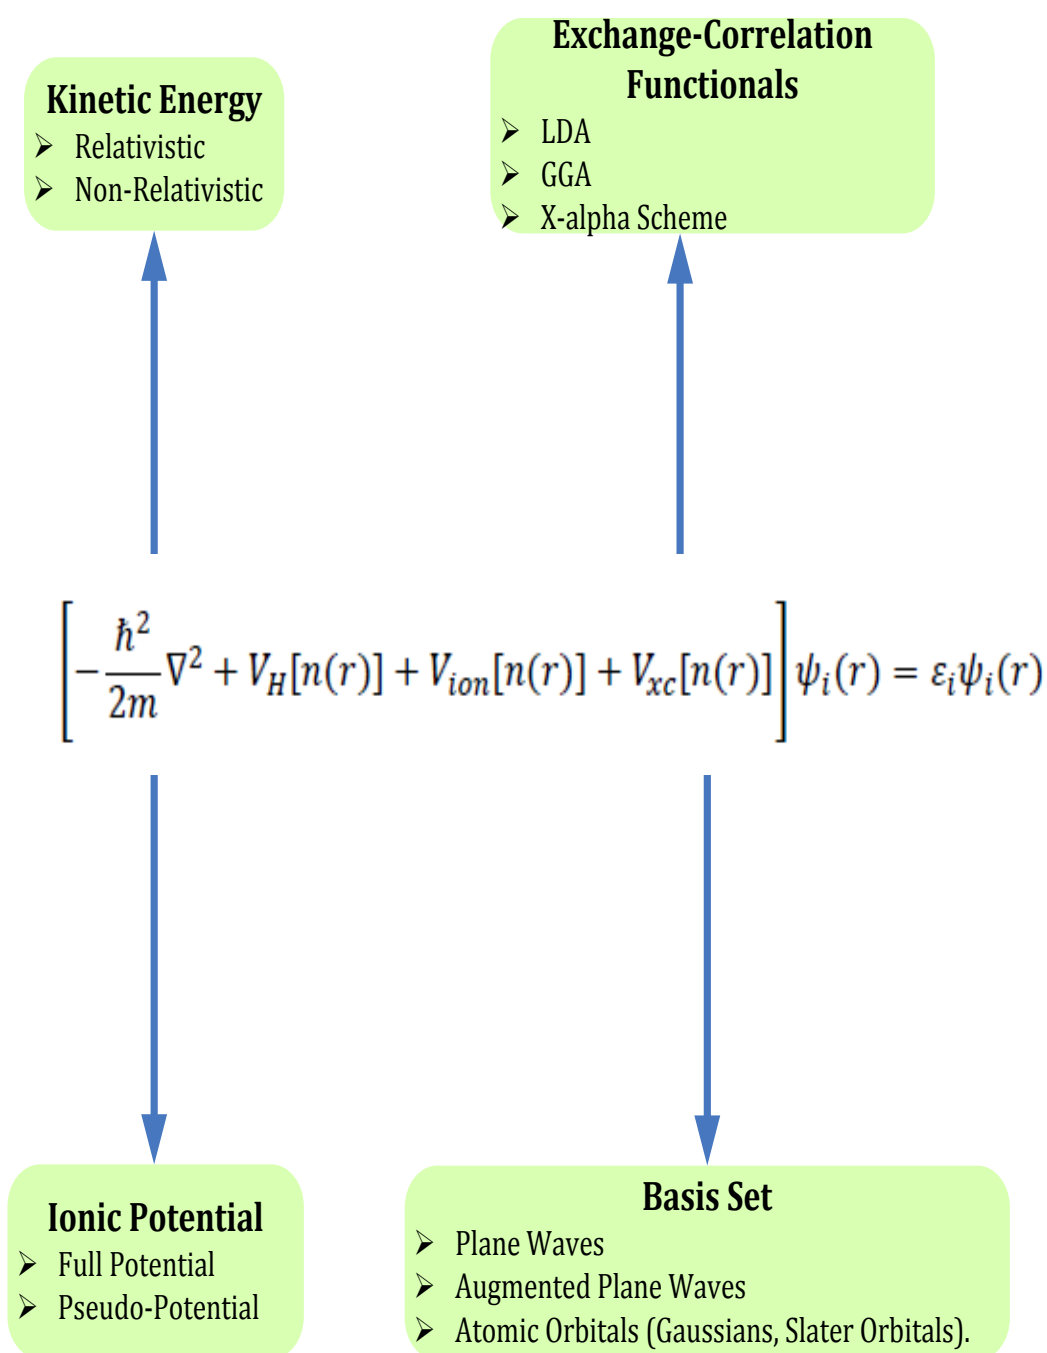 Kinetic Energy
➢ Relativistic
➢ Non-Relativistic
Exchange-Correlation
Functionals
➢ LDA
➢ GGA
➢ X-alpha Scheme
[-ℏ²/2m ∇² + V_H[n(r)] + V_ion[n(r)] + V_xc[n(r)]] ψ_i(r) = ε_i ψ_i(r)
Ionic Potential
➢ Full Potential
➢ Pseudo-Potential
Basis Set
➢ Plane Waves
➢ Augmented Plane Waves
➢ Atomic Orbitals (Gaussians, Slater Orbitals).